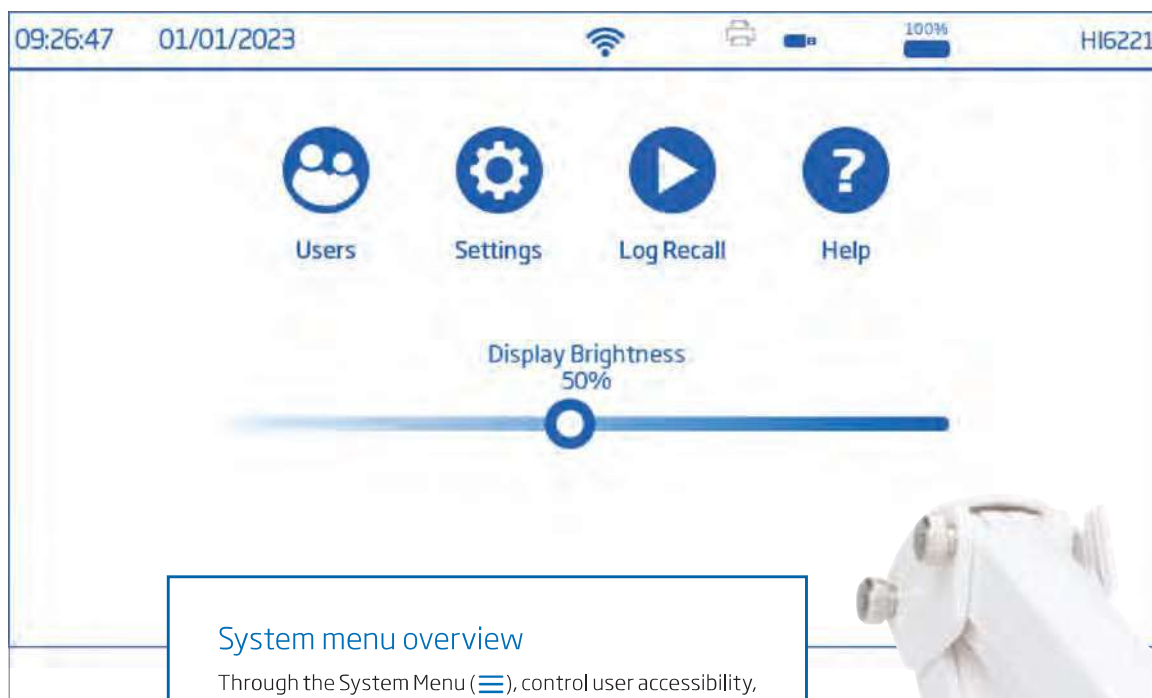 09:26:47 01/01/2023 100% HI6221
Users Settings Log Recall Help
Display Brightness
50%
System menu overview
Through the System Menu (☰), control user accessibility,